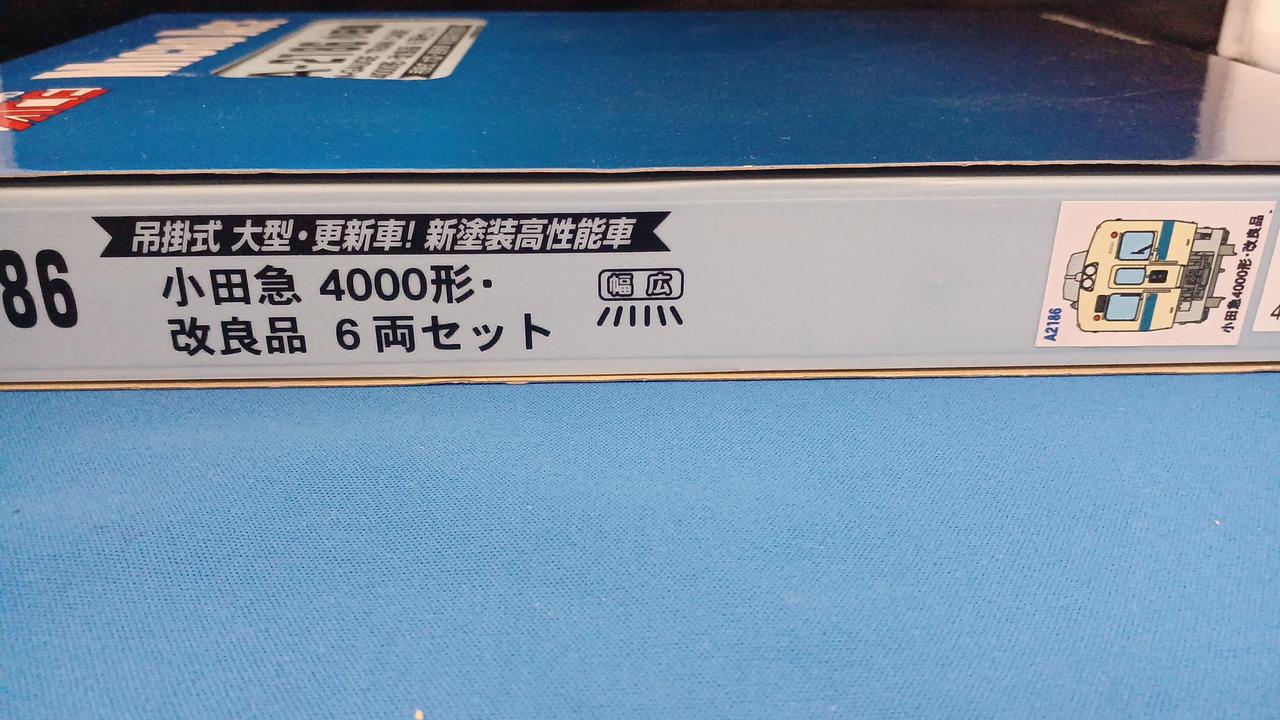 86
吊掛式 大型・更新車! 新塗装高性能車
小田急 4000形・
改良品 6両セット
幅広
A2186
小田急4000形・改良品
4